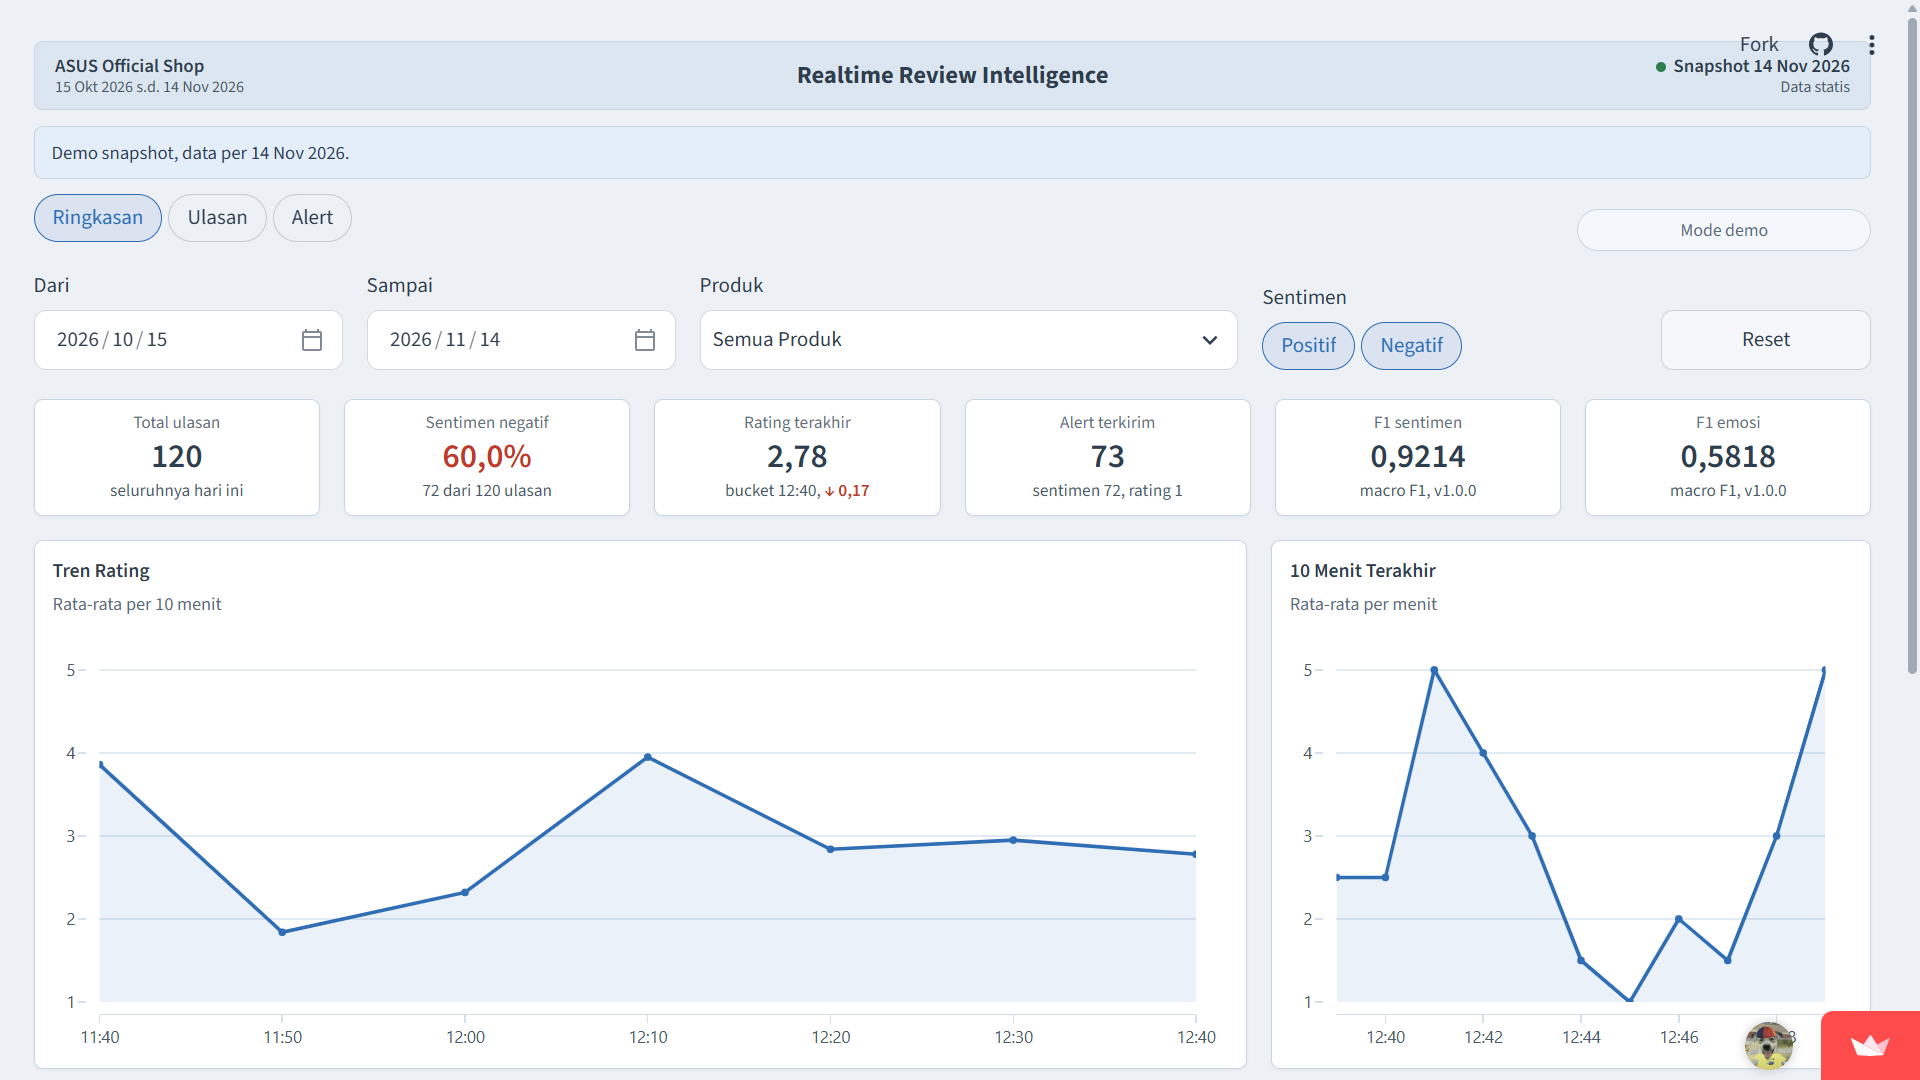 Fork
ASUS Official Shop
15 Okt 2026 s.d. 14 Nov 2026
Realtime Review Intelligence
Snapshot 14 Nov 2026
Data statis
Demo snapshot, data per 14 Nov 2026.
Ringkasan
Ulasan
Alert
Mode demo
Dari
Sampai
Produk
Sentimen
2026/10/15
2026/11/14
Semua Produk
Positif
Negatif
Reset
Total ulasan
120
seluruhnya hari ini
Sentimen negatif
60,0%
72 dari 120 ulasan
Rating terakhir
2,78
bucket 12:40, ↓ 0,17
Alert terkirim
73
sentimen 72, rating 1
F1 sentimen
0,9214
macro F1, v1.0.0
F1 emosi
0,5818
macro F1, v1.0.0
Tren Rating
Rata-rata per 10 menit
5
4
3
2
1
11:40 11:50 12:00 12:10 12:20 12:30 12:40
10 Menit Terakhir
Rata-rata per menit
5
4
3
2
1
12:40 12:42 12:44 12:46